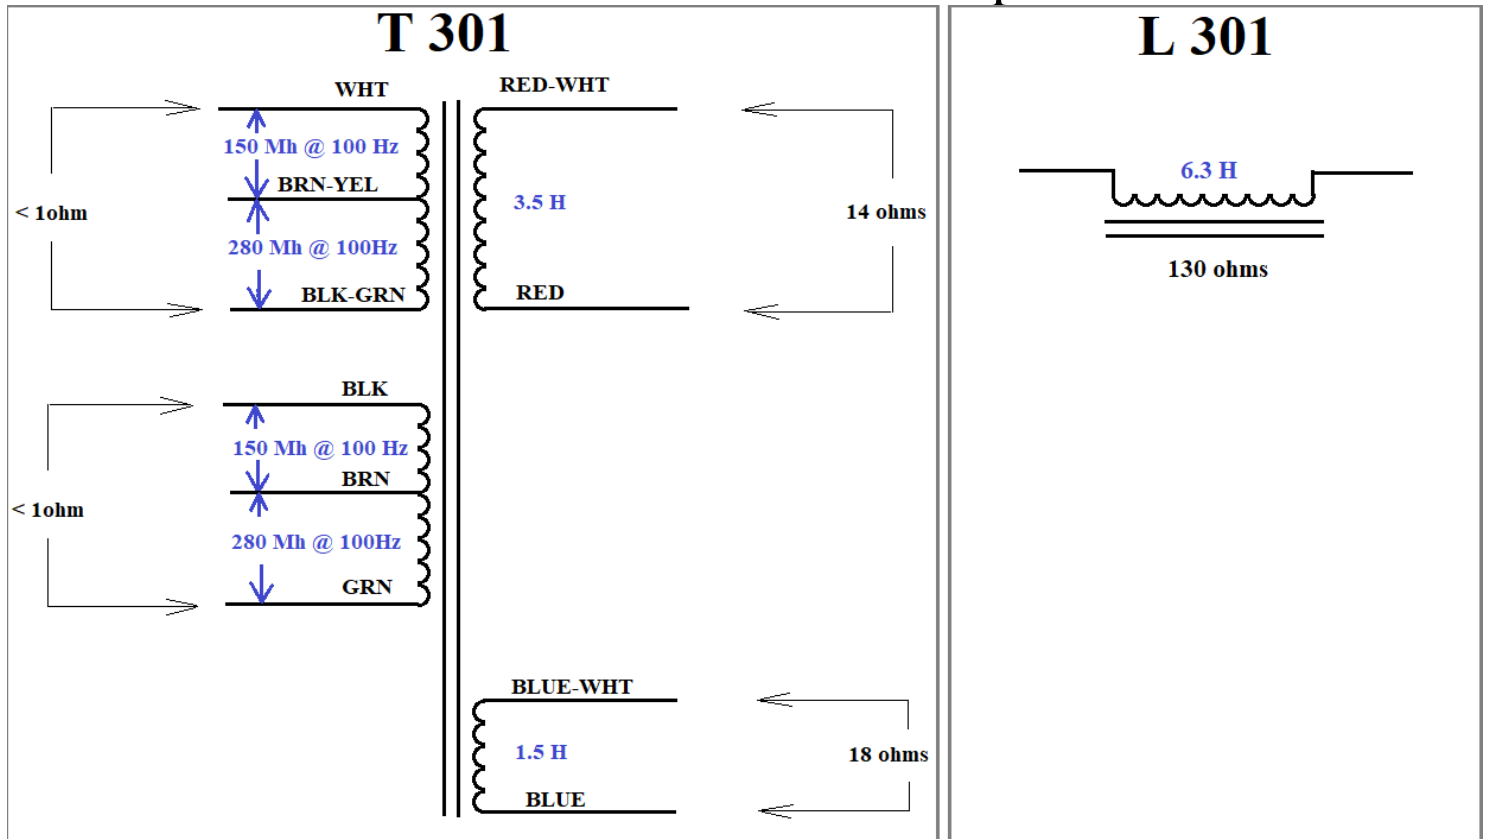 T 301
WHT
150 Mh @ 100 Hz
BRN-YEL
280 Mh @ 100Hz
BLK-GRN
< 1ohm
RED-WHT
3.5 H
RED
14 ohms
BLK
150 Mh @ 100 Hz
BRN
280 Mh @ 100Hz
GRN
< 1ohm
BLUE-WHT
1.5 H
BLUE
18 ohms
L 301
6.3 H
130 ohms